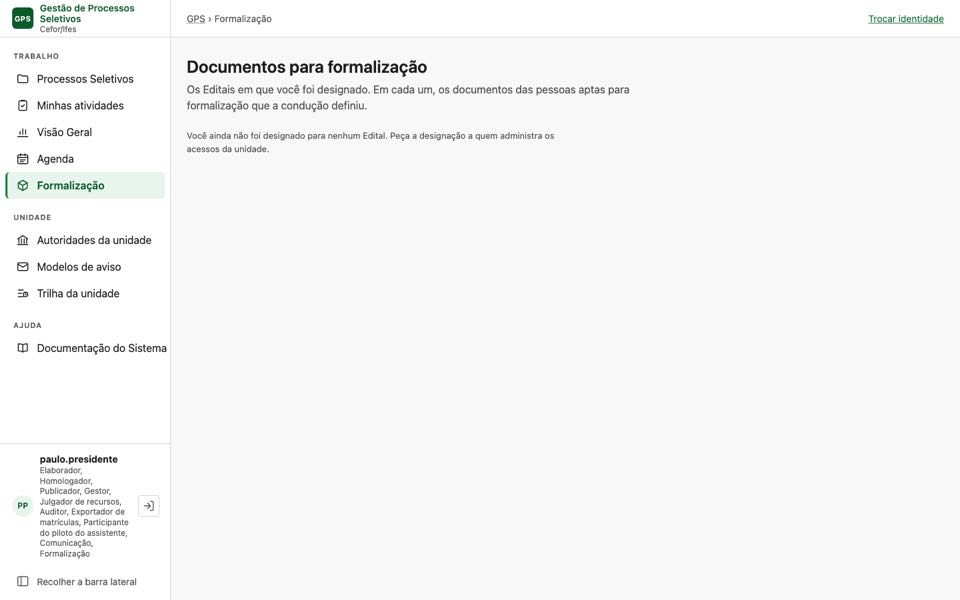 GPS
Gestão de Processos
Seletivos
Cefor/Ifes
GPS › Formalização
Trocar identidade
TRABALHO
Processos Seletivos
Minhas atividades
Visão Geral
Agenda
Formalização
UNIDADE
Autoridades da unidade
Modelos de aviso
Trilha da unidade
AJUDA
Documentação do Sistema
Documentos para formalização
Os Editais em que você foi designado. Em cada um, os documentos das pessoas aptas para
formalização que a condução definiu.
Você ainda não foi designado para nenhum Edital. Peça a designação a quem administra os
acessos da unidade.
PP
paulo.presidente
Elaborador,
Homologador,
Publicador, Gestor,
Julgador de recursos,
Auditor, Exportador de
matrículas, Participante
do piloto do assistente,
Comunicação,
Formalização
Recolher a barra lateral